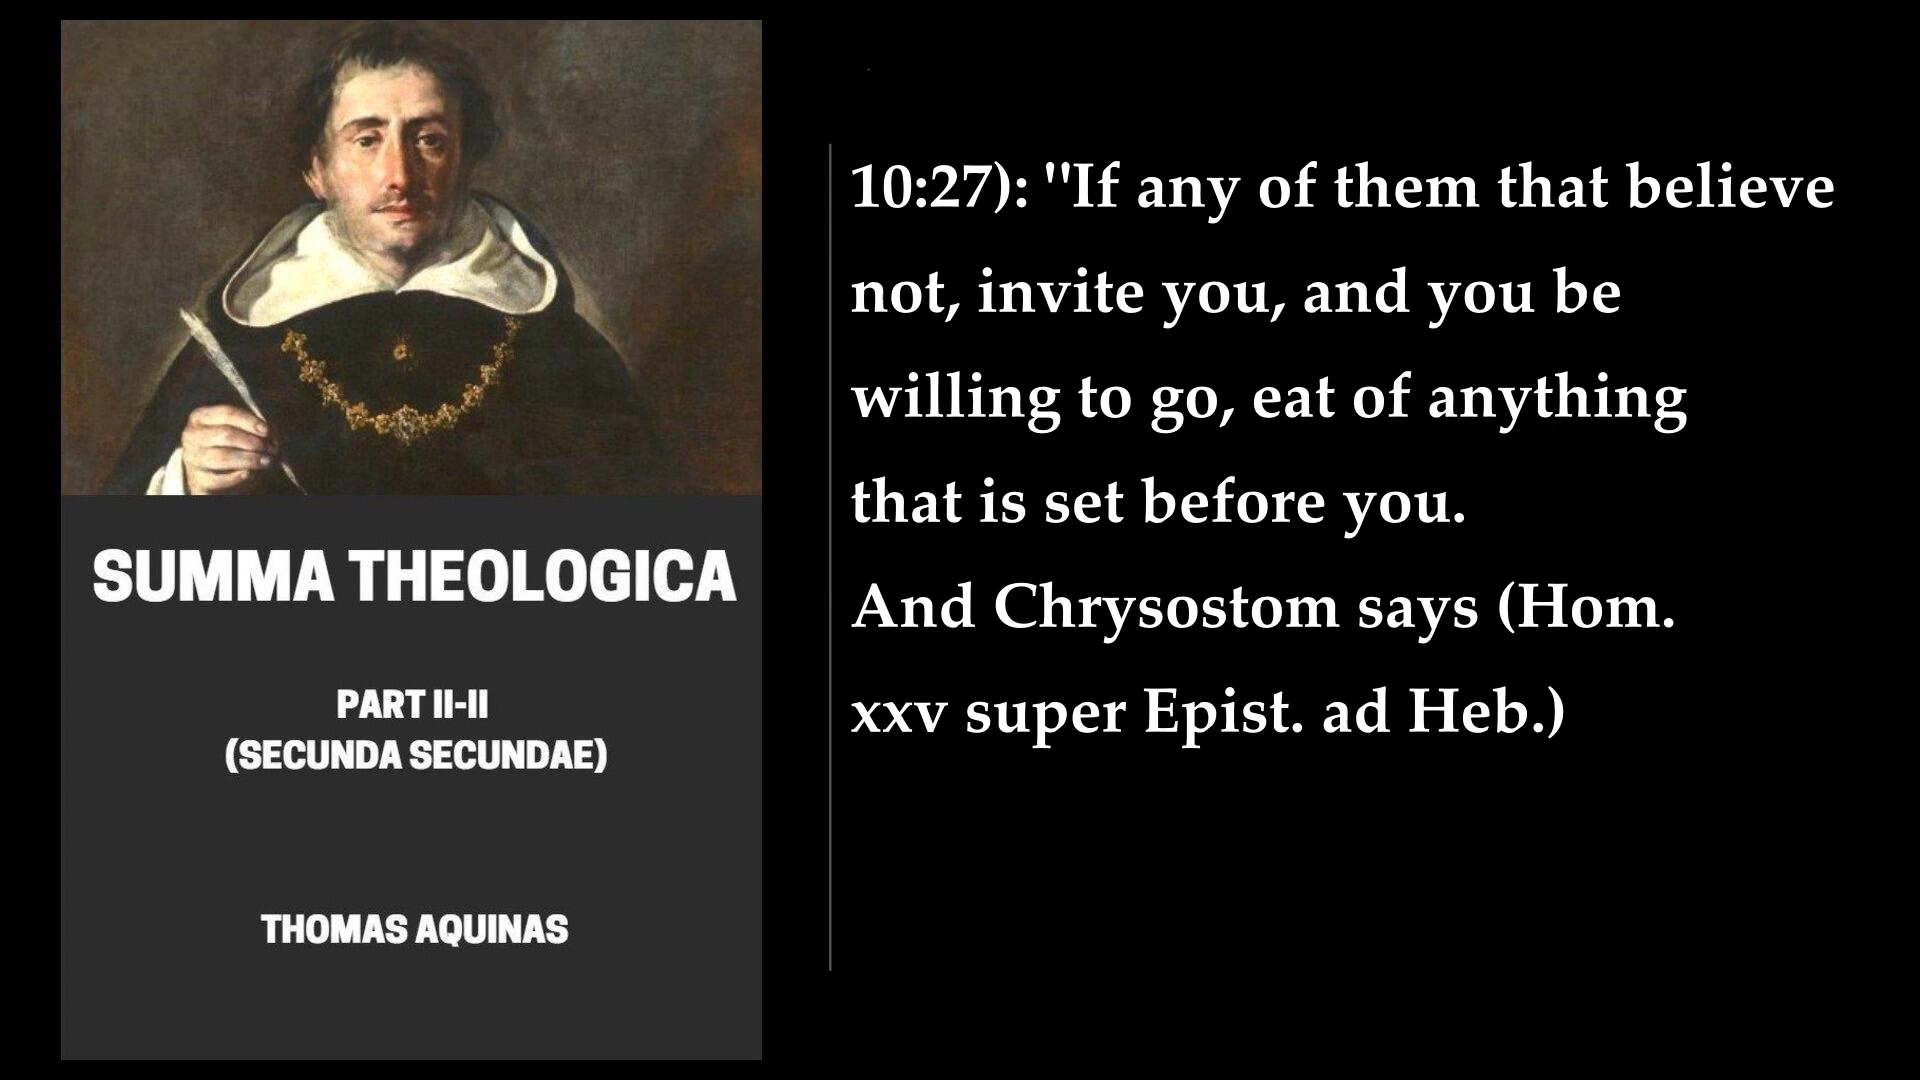 SUMMA THEOLOGICA
PART II-II
(SECUNDA SECUNDAE)
THOMAS AQUINAS
10:27): "If any of them that believe
not, invite you, and you be
willing to go, eat of anything
that is set before you.
And Chrysostom says (Hom.
xxv super Epist. ad Heb.)